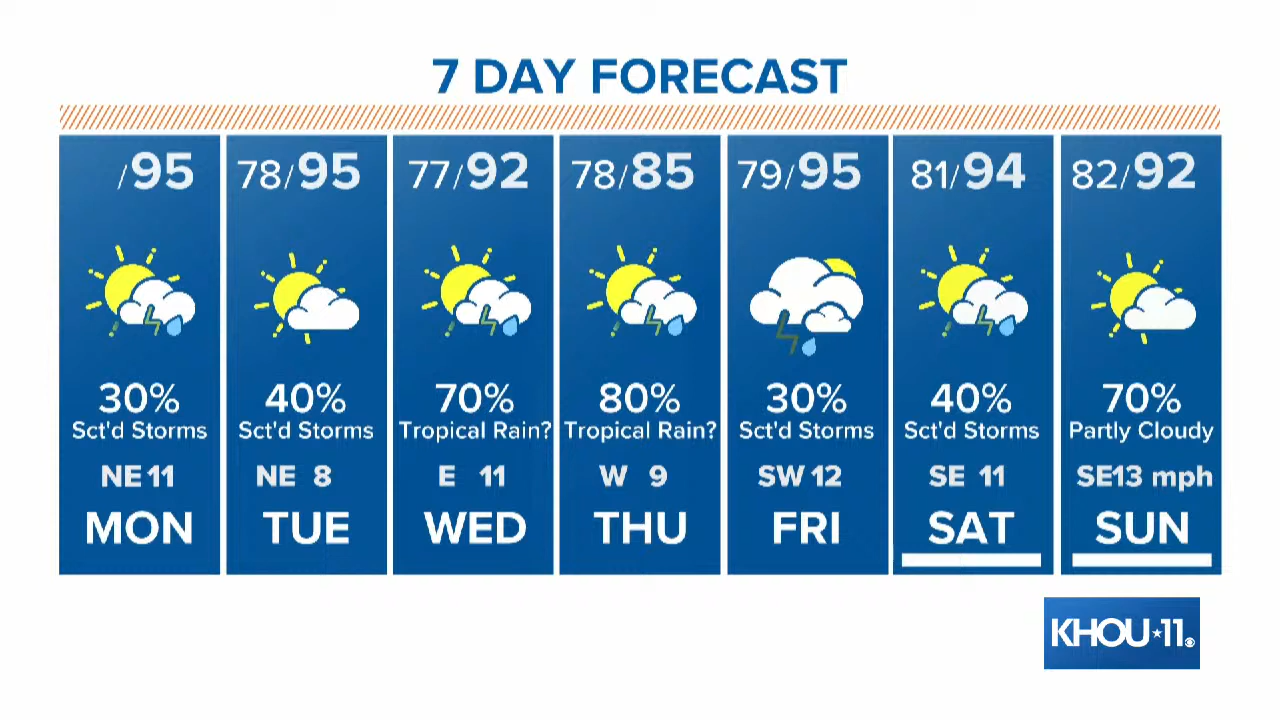 7 DAY FORECAST
/95 78/95 77/92 78/85 79/95 81/94 82/92
30% 40% 70% 80% 30% 40% 70%
Sct'd Storms Sct'd Storms Tropical Rain? Tropical Rain? Sct'd Storms Sct'd Storms Partly Cloudy
NE 11 NE 8 E 11 W 9 SW 12 SE 11 SE13 mph
MON TUE WED THU FRI SAT SUN
KHOU 11